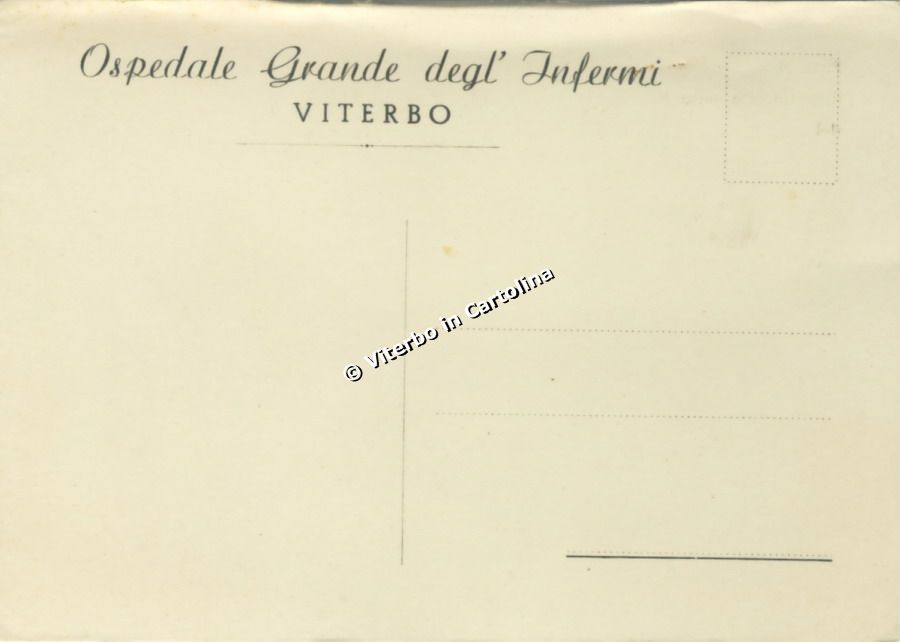 Ospedale Grande degl' Infermi
VITERBO
© Viterbo in Cartolina